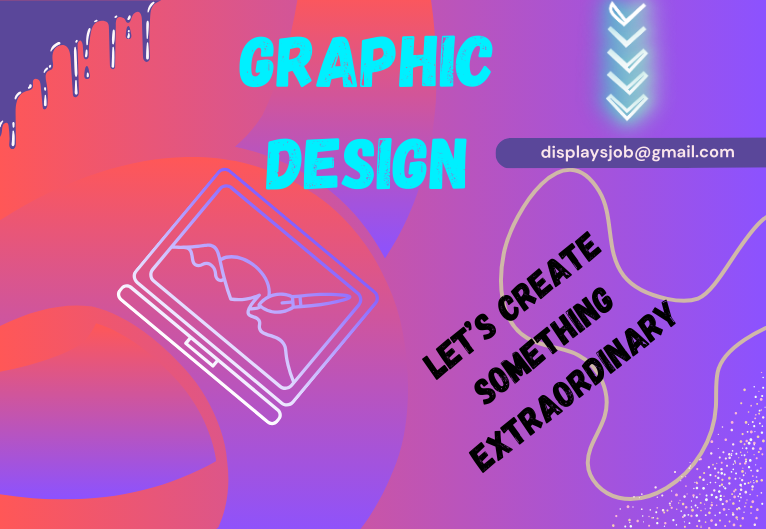 GRAPHIC
DESIGN
displaysjob@gmail.com
LET'S CREATE
SOMETHING
EXTRAORDINARY